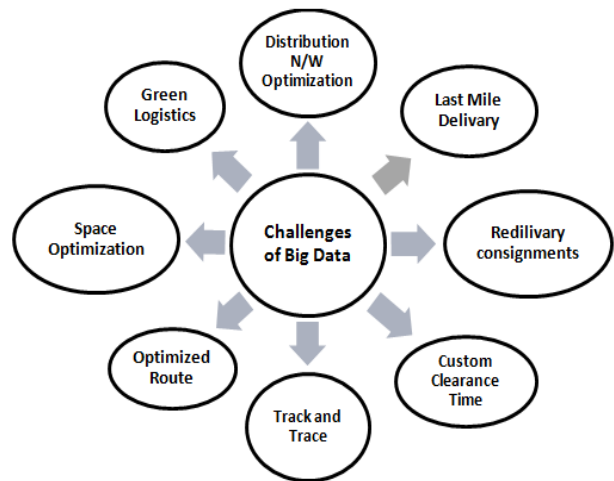 Distribution
N/W
Optimization
Green
Logistics
Last Mile
Delivary
Space
Optimization
Challenges
of Big Data
Redilivary
consignments
Optimized
Route
Custom
Clearance
Time
Track and
Trace